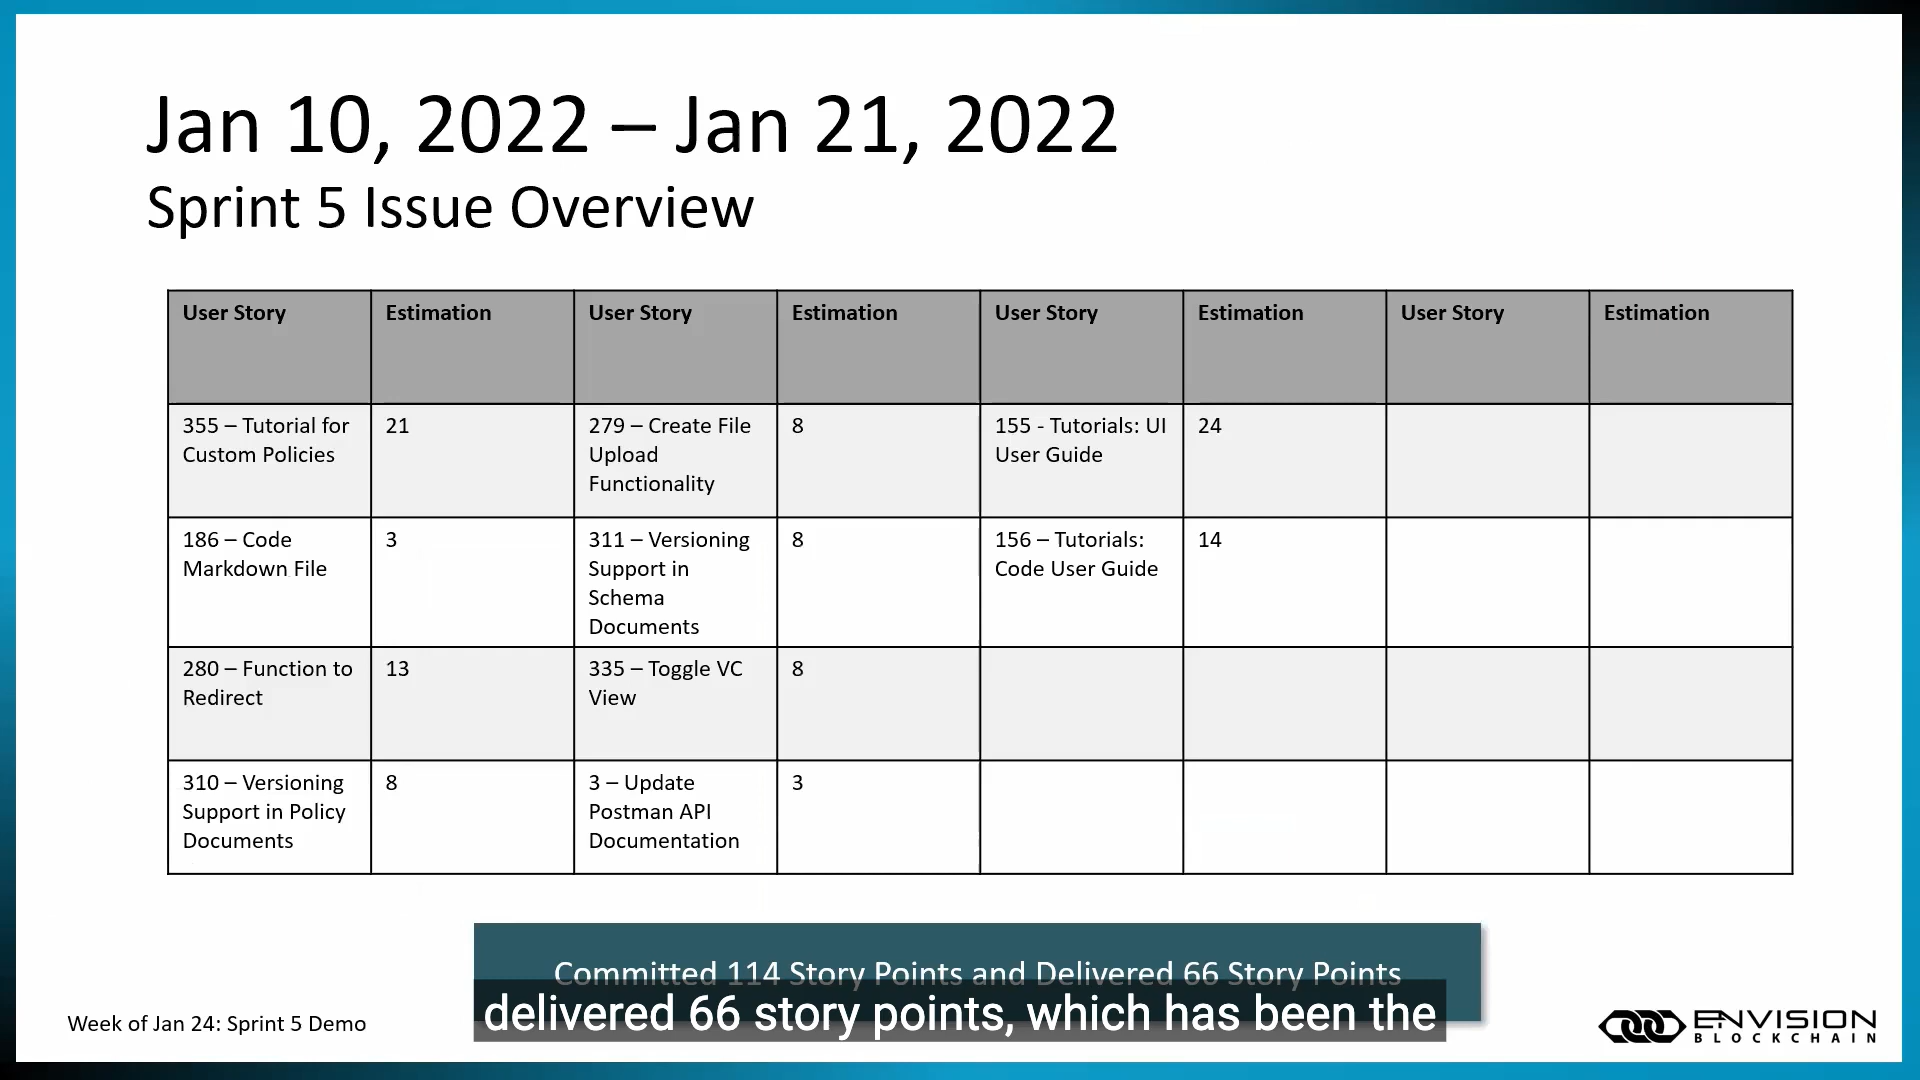 Jan 10, 2022 – Jan 21, 2022
Sprint 5 Issue Overview
User Story Estimation User Story Estimation User Story Estimation User Story Estimation
355 – Tutorial for
Custom Policies
21
279 – Create File
Upload
Functionality
8
155 - Tutorials: UI
User Guide
24
186 – Code
Markdown File
3
311 – Versioning
Support in
Schema
Documents
8
156 – Tutorials:
Code User Guide
14
280 – Function to
Redirect
13
335 – Toggle VC
View
8
310 – Versioning
Support in Policy
Documents
8
3 – Update
Postman API
Documentation
3
Committed 114 Story Points and Delivered 66 Story Points
delivered 66 story points, which has been the
Week of Jan 24: Sprint 5 Demo
ENVISION
BLOCKCHAIN